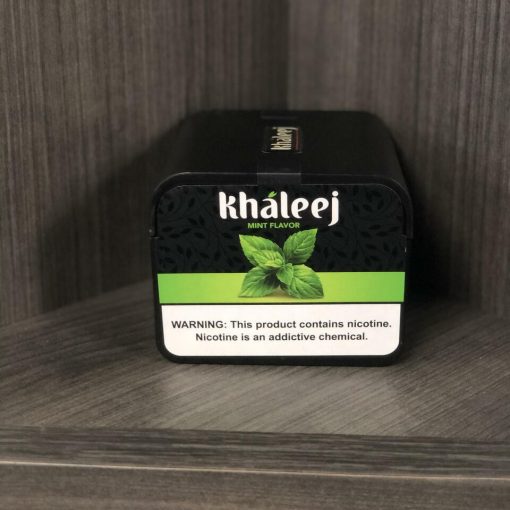 khaleej
khaleej
MINT FLAVOR
WARNING: This product contains nicotine.
Nicotine is an addictive chemical.